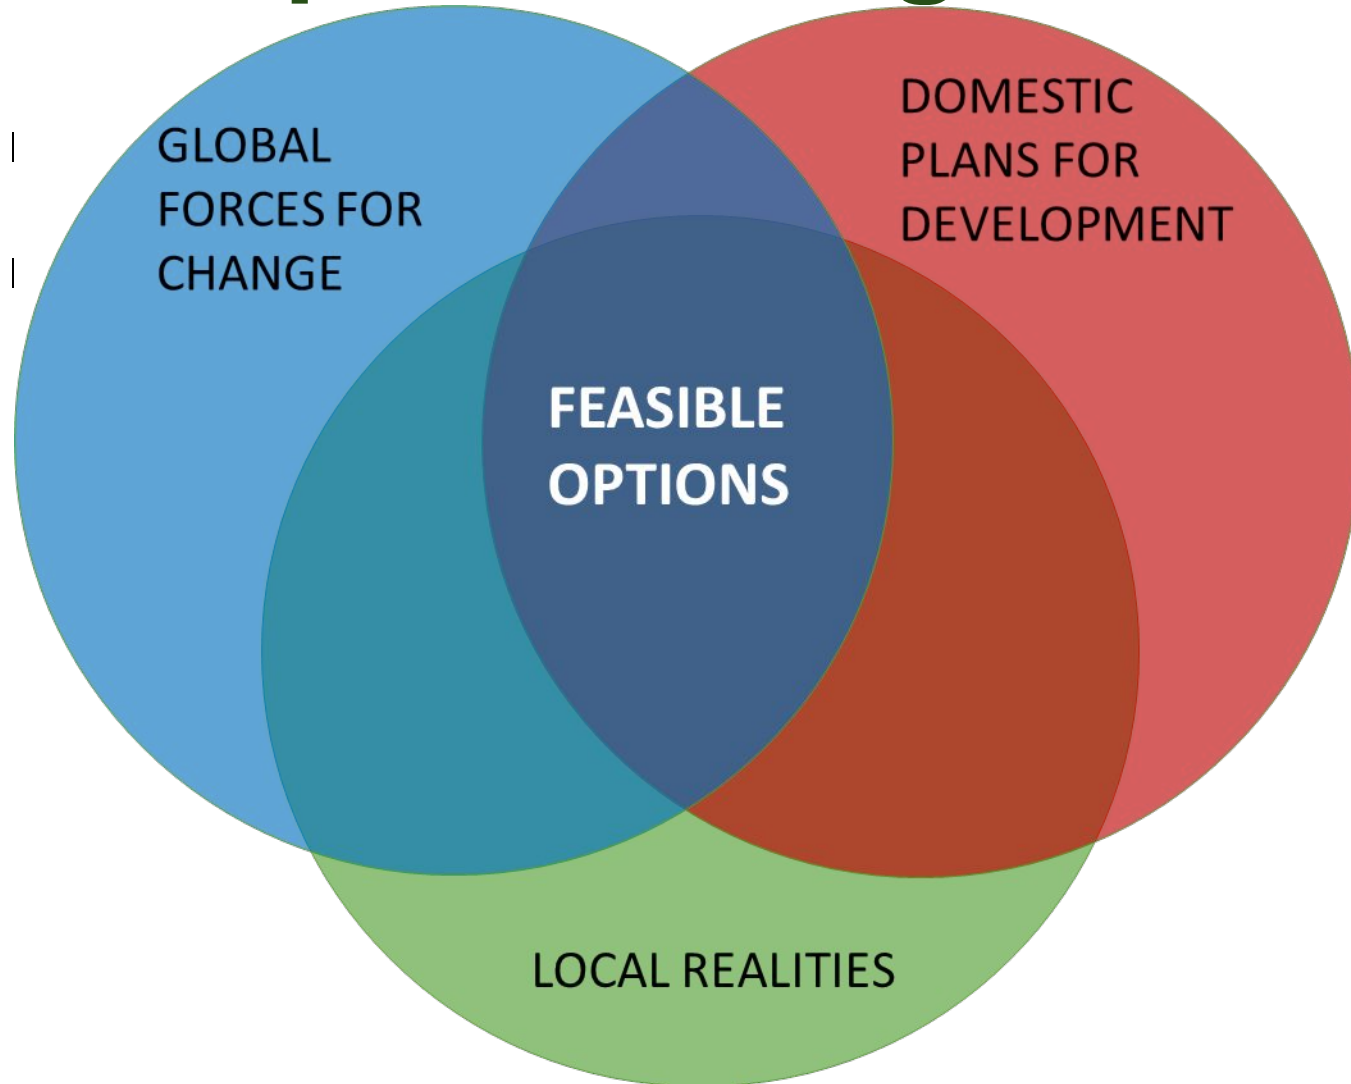 GLOBAL
FORCES FOR
CHANGE
DOMESTIC
PLANS FOR
DEVELOPMENT
FEASIBLE
OPTIONS
LOCAL REALITIES